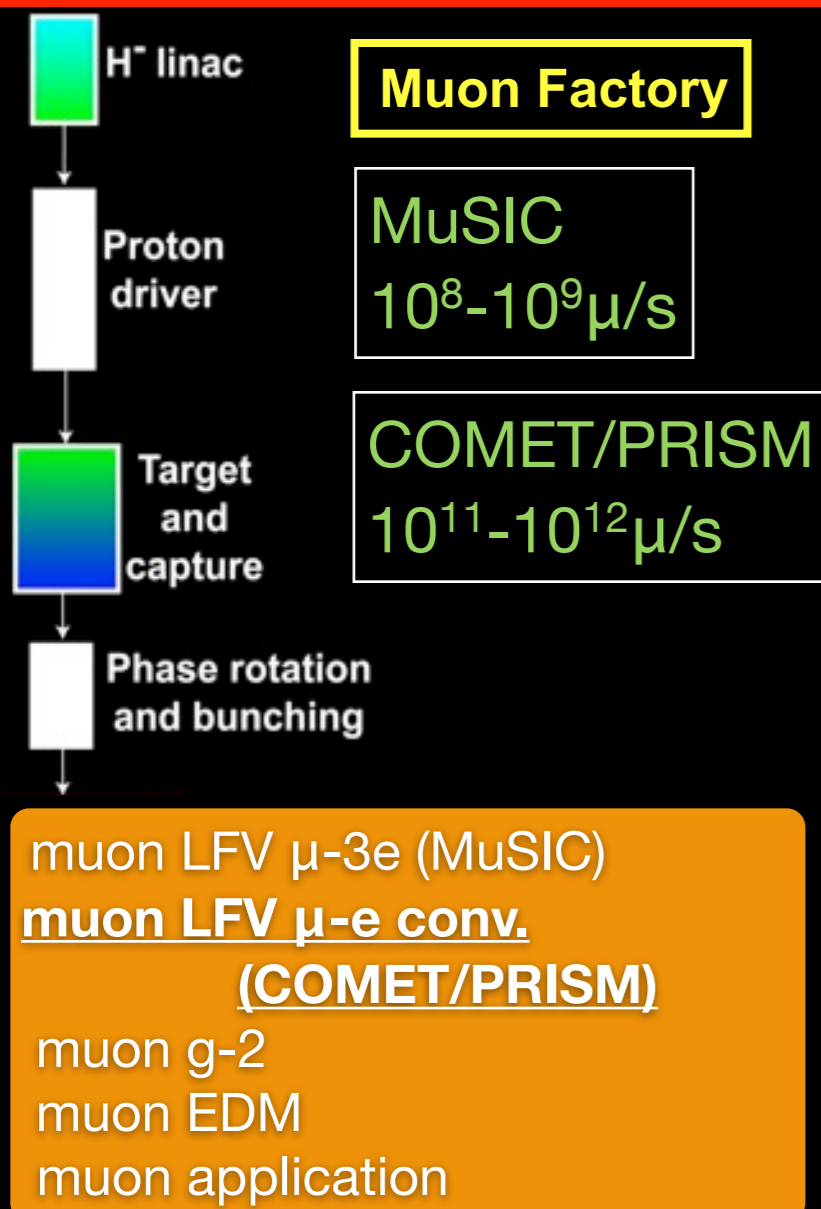 H⁻ linac
Muon Factory
MuSIC
10⁸-10⁹μ/s
Proton
driver
COMET/PRISM
10¹¹-10¹²μ/s
Target
and
capture
Phase rotation
and bunching
muon LFV μ-3e (MuSIC)
muon LFV μ-e conv.
(COMET/PRISM)
muon g-2
muon EDM
muon application